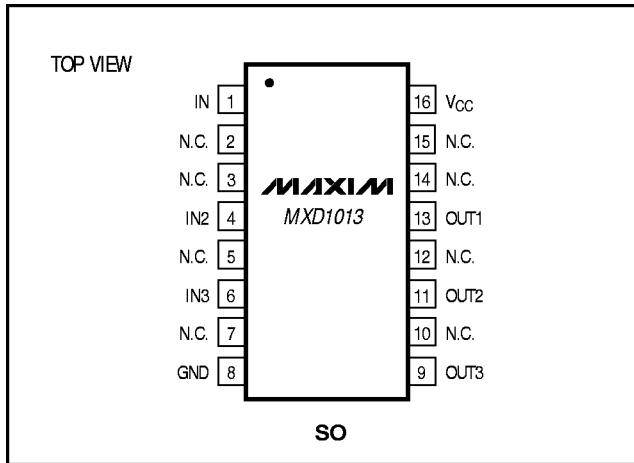 TOP VIEW
IN 1 16 VCC
N.C. 2 15 N.C.
N.C. 3 14 N.C.
MAXIM
IN2 4 MXD1013 13 OUT1
N.C. 5 12 N.C.
IN3 6 11 OUT2
N.C. 7 10 N.C.
GND 8 9 OUT3
SO